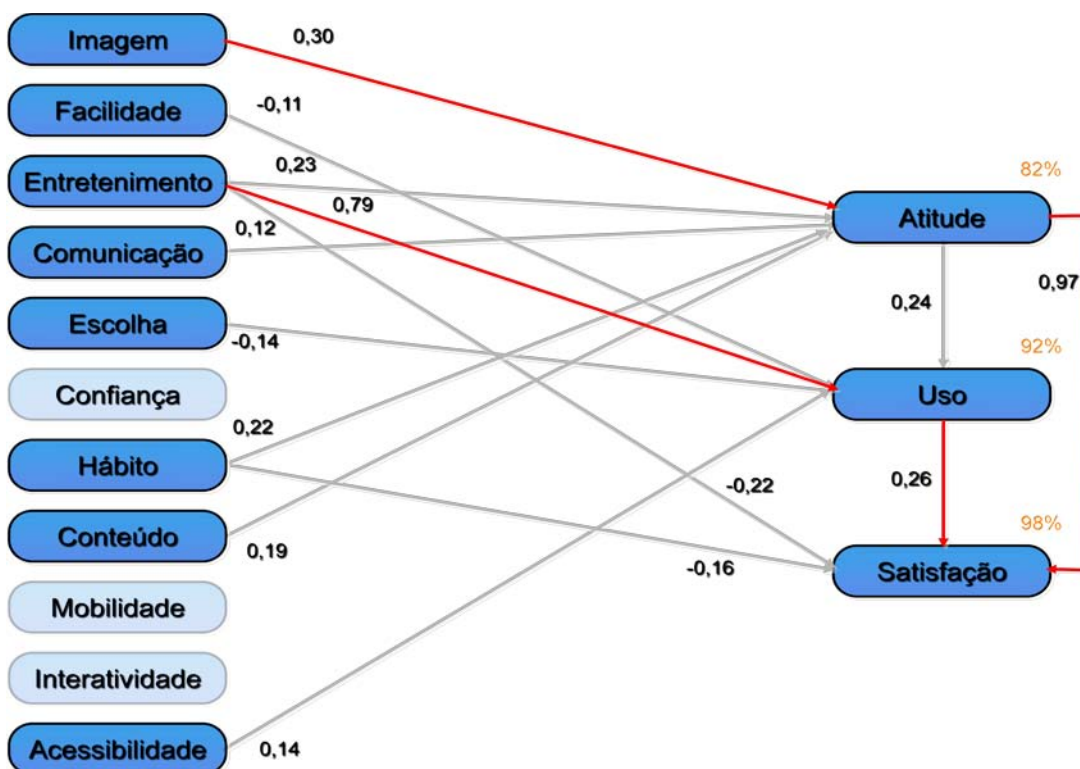 Imagem
0,30
Facilidade
-0,11
Entretenimento
0,23
0,79
82%
Comunicação
0,12
Atitude
Escolha
-0,14
0,24
0,97
92%
Confiança
Uso
Hábito
0,22
-0,22
0,26
Conteúdo
0,19
-0,16
98%
Satisfação
Mobilidade
Interatividade
Acessibilidade
0,14